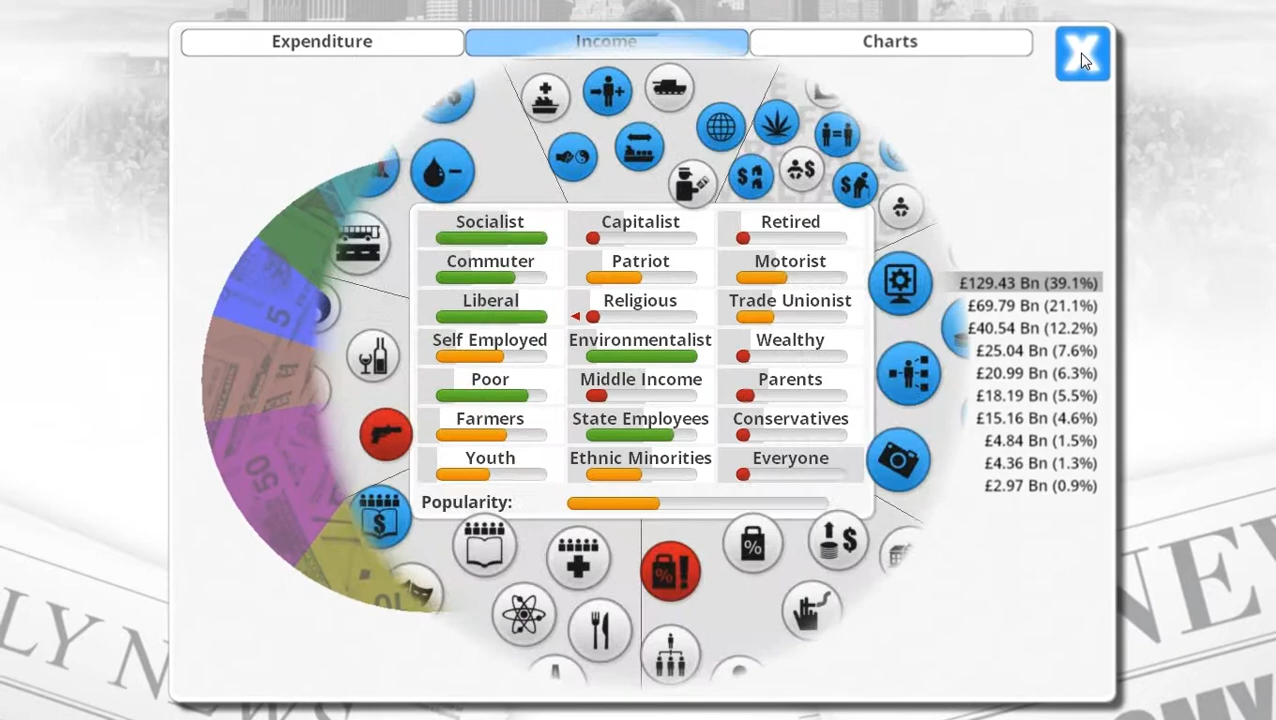 Expenditure
Income
Charts
Socialist
Capitalist
Retired
Commuter
Patriot
Motorist
Liberal
Religious
Trade Unionist
Self Employed
Environmentalist
Wealthy
Poor
Middle Income
Parents
Farmers
State Employees
Conservatives
Youth
Ethnic Minorities
Everyone
Popularity:
£129.43 Bn (39.1%)
£69.79 Bn (21.1%)
£40.54 Bn (12.2%)
£25.04 Bn (7.6%)
£20.99 Bn (6.3%)
£18.19 Bn (5.5%)
£15.16 Bn (4.6%)
£4.84 Bn (1.5%)
£4.36 Bn (1.3%)
£2.97 Bn (0.9%)